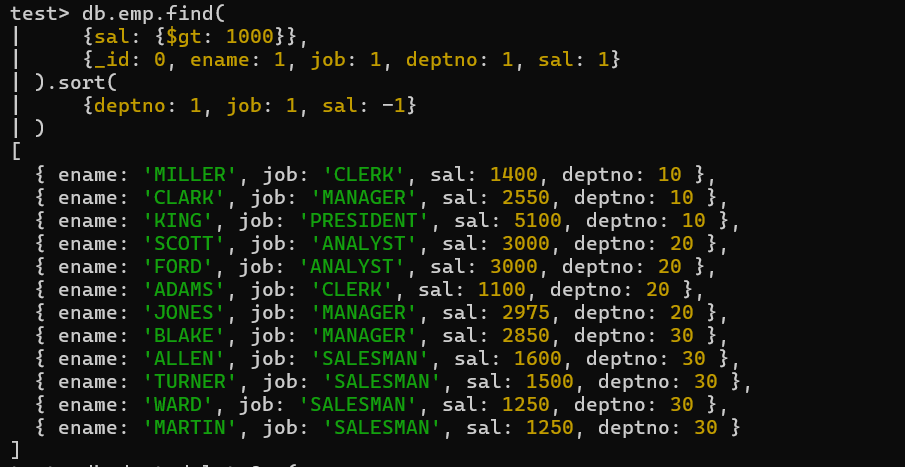 test> db.emp.find(
|     {sal: {$gt: 1000}},
|     {_id: 0, ename: 1, job: 1, deptno: 1, sal: 1}
| ).sort(
|     {deptno: 1, job: 1, sal: -1}
| )
[
  { ename: 'MILLER', job: 'CLERK', sal: 1400, deptno: 10 },
  { ename: 'CLARK', job: 'MANAGER', sal: 2550, deptno: 10 },
  { ename: 'KING', job: 'PRESIDENT', sal: 5100, deptno: 10 },
  { ename: 'SCOTT', job: 'ANALYST', sal: 3000, deptno: 20 },
  { ename: 'FORD', job: 'ANALYST', sal: 3000, deptno: 20 },
  { ename: 'ADAMS', job: 'CLERK', sal: 1100, deptno: 20 },
  { ename: 'JONES', job: 'MANAGER', sal: 2975, deptno: 20 },
  { ename: 'BLAKE', job: 'MANAGER', sal: 2850, deptno: 30 },
  { ename: 'ALLEN', job: 'SALESMAN', sal: 1600, deptno: 30 },
  { ename: 'TURNER', job: 'SALESMAN', sal: 1500, deptno: 30 },
  { ename: 'WARD', job: 'SALESMAN', sal: 1250, deptno: 30 },
  { ename: 'MARTIN', job: 'SALESMAN', sal: 1250, deptno: 30 }
]